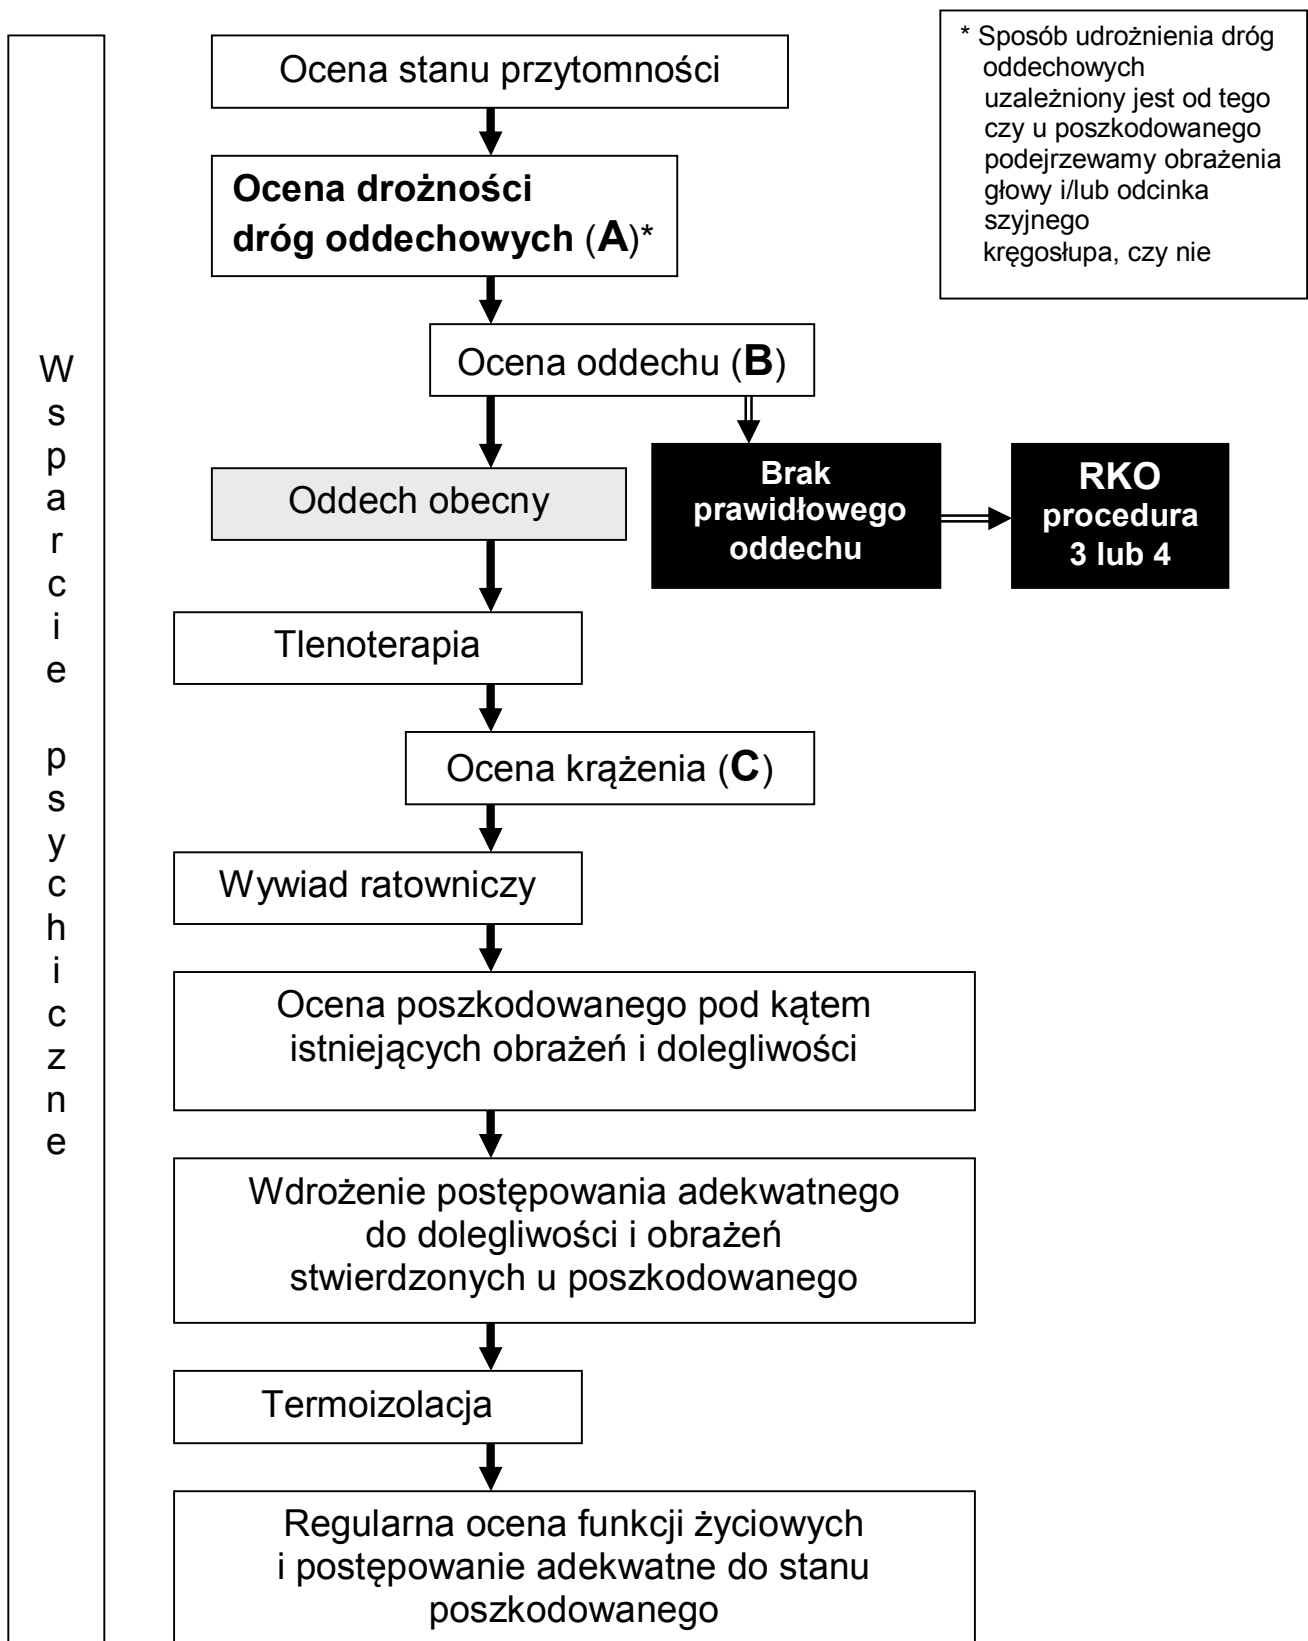 Ocena stanu przytomności
* Sposób udrożnienia dróg
oddechowych
uzależniony jest od tego
czy u poszkodowanego
podejrzewamy obrażenia
głowy i/lub odcinka
szyjnego
kręgosłupa, czy nie
Ocena drożności
dróg oddechowych (A)*
Ocena oddechu (B)
Oddech obecny
Brak
prawidłowego
oddechu
RKO
procedura
3 lub 4
Tlenoterapia
Ocena krążenia (C)
Wywiad ratowniczy
Ocena poszkodowanego pod kątem
istniejących obrażeń i dolegliwości
Wdrożenie postępowania adekwatnego
do dolegliwości i obrażeń
stwierdzonych u poszkodowanego
Termoizolacja
Regularna ocena funkcji życiowych
i postępowanie adekwatne do stanu
poszkodowanego
W
s
p
a
r
c
i
e
p
s
y
c
h
i
c
z
n
e